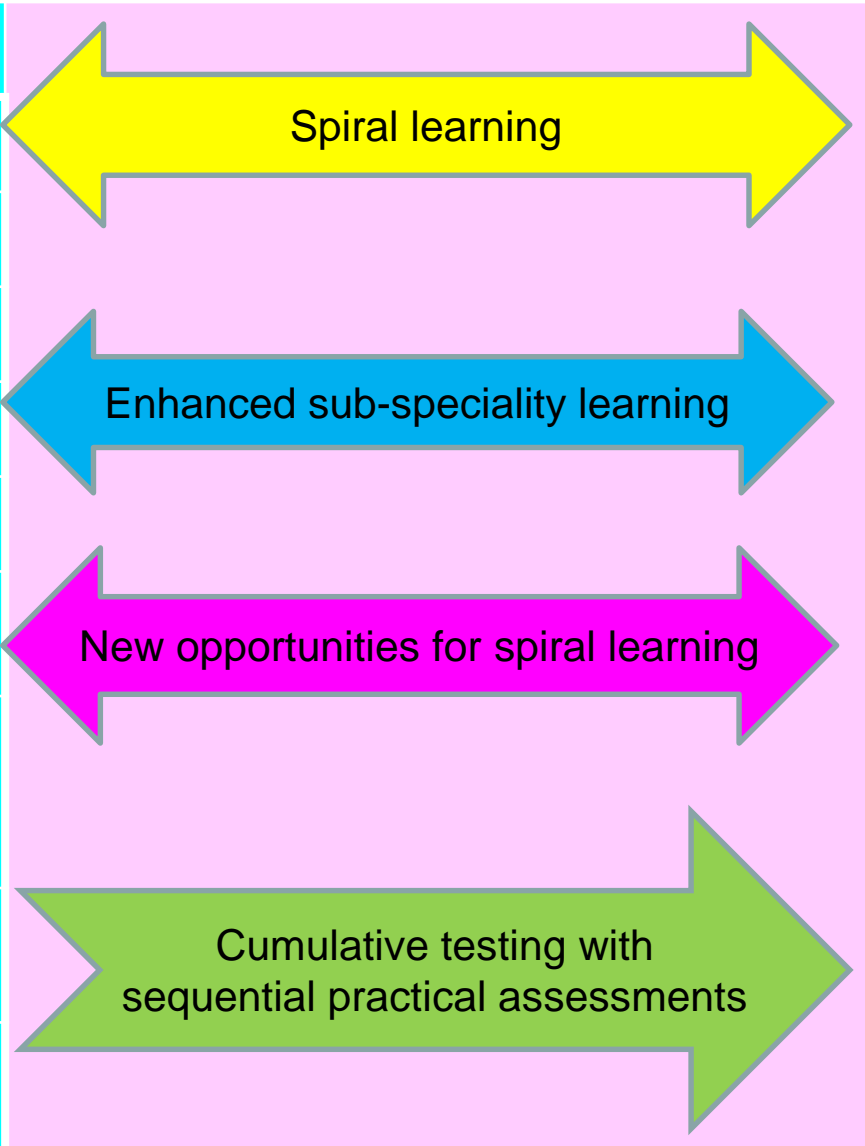 Spiral learning
Enhanced sub-speciality learning
New opportunities for spiral learning
Cumulative testing with
sequential practical assessments